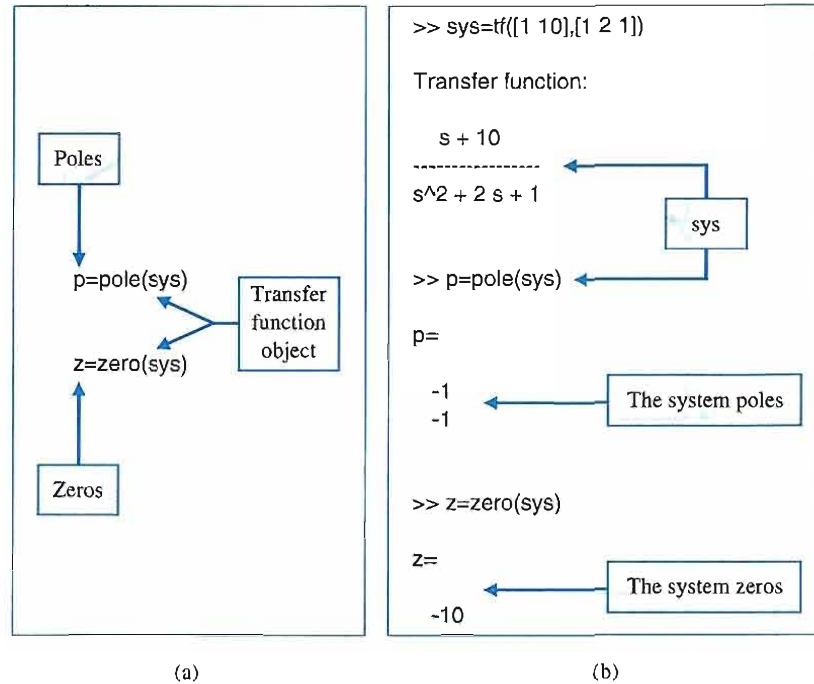 Poles
p=pole(sys)
Transfer
function
object
z=zero(sys)
Zeros
(a)
>> sys=tf([1 10],[1 2 1])
Transfer function:
s + 10
------------------
s^2 + 2 s + 1
sys
>> p=pole(sys)
p=
-1
-1
The system poles
>> z=zero(sys)
z=
-10
The system zeros
(b)